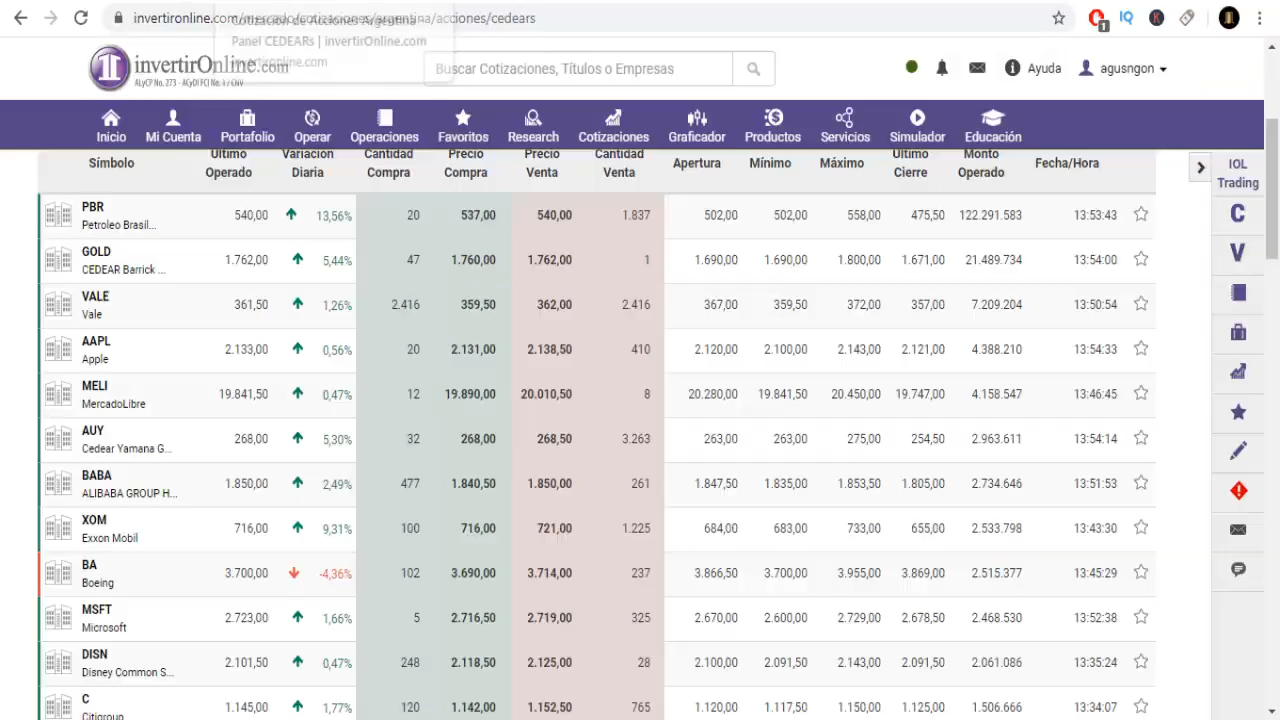 invertironline.com/mercado/cotizaciones/argentina/acciones/cedears
Cotización de Acciones Argentina -
Panel CEDEARs | invertirOnline.com
invertironline.com
1
invertirOnline.com
ALyCP No. 273 - ACyDI FCI No. 1 / CNV
Buscar Cotizaciones, Títulos o Empresas
Ayuda
agusngon
Inicio Mi Cuenta Portafolio Operar Operaciones Favoritos Research Cotizaciones Graficador Productos Servicios Simulador Educación
Símbolo Último Operado Variación Diaria Cantidad Compra Precio Compra Precio Venta Cantidad Venta Apertura Mínimo Máximo Último Cierre Monto Operado Fecha/Hora
IOL Trading
C
V
PBR 540,00 13,56% 20 537,00 540,00 1.837 502,00 502,00 558,00 475,50 122.291.583 13:53:43
Petroleo Brasil...
GOLD 1.762,00 5,44% 47 1.760,00 1.762,00 1 1.690,00 1.690,00 1.800,00 1.671,00 21.489.734 13:54:00
CEDEAR Barrick ...
VALE 361,50 1,26% 2.416 359,50 362,00 2.416 367,00 359,50 372,00 357,00 7.209.204 13:50:54
Vale
AAPL 2.133,00 0,56% 20 2.131,00 2.138,50 410 2.120,00 2.100,00 2.143,00 2.121,00 4.388.210 13:54:33
Apple
MELI 19.841,50 0,47% 12 19.890,00 20.010,50 8 20.280,00 19.841,50 20.450,00 19.747,00 4.158.547 13:46:45
MercadoLibre
AUY 268,00 5,30% 32 268,00 268,50 3.263 263,00 263,00 275,00 254,50 2.963.611 13:54:14
Cedear Yamana G...
BABA 1.850,00 2,49% 477 1.840,50 1.850,00 261 1.847,50 1.835,00 1.853,50 1.805,00 2.734.646 13:51:53
ALIBABA GROUP H...
XOM 716,00 9,31% 100 716,00 721,00 1.225 684,00 683,00 733,00 655,00 2.533.798 13:43:30
Exxon Mobil
BA 3.700,00 -4,36% 102 3.690,00 3.714,00 237 3.866,50 3.700,00 3.955,00 3.869,00 2.515.377 13:45:29
Boeing
MSFT 2.723,00 1,66% 5 2.716,50 2.719,00 325 2.670,00 2.600,00 2.729,00 2.678,50 2.468.530 13:52:38
Microsoft
DISN 2.101,50 0,47% 248 2.118,50 2.125,00 28 2.100,00 2.091,50 2.143,00 2.091,50 2.061.086 13:35:24
Disney Common S...
C 1.145,00 1,77% 120 1.142,00 1.152,50 765 1.120,00 1.117,50 1.150,00 1.125,00 1.506.666 13:34:07
Citigroup